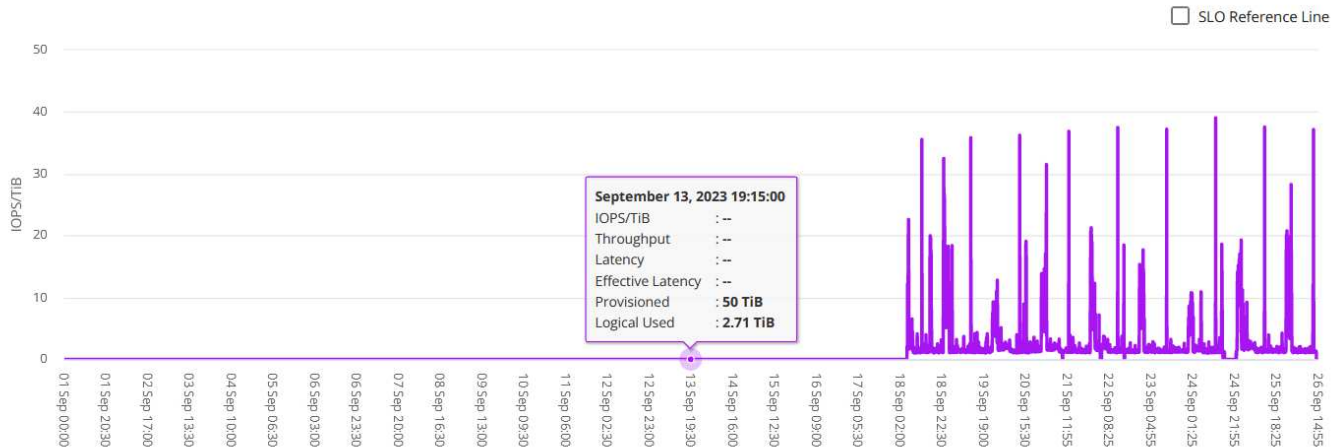 SLO Reference Line
50
40
30
20
10
0
IOPS/TiB
September 13, 2023 19:15:00
IOPS/TiB : --
Throughput : --
Latency : --
Effective Latency : --
Provisioned : 50 TiB
Logical Used : 2.71 TiB
01 Sep 00:00
01 Sep 20:30
02 Sep 17:00
03 Sep 13:30
04 Sep 10:00
05 Sep 06:30
06 Sep 03:00
06 Sep 23:30
07 Sep 20:00
08 Sep 16:30
09 Sep 13:00
10 Sep 09:30
11 Sep 06:00
12 Sep 02:30
12 Sep 23:00
13 Sep 19:30
14 Sep 16:00
15 Sep 12:30
16 Sep 09:00
17 Sep 05:30
18 Sep 02:00
18 Sep 22:30
19 Sep 19:00
20 Sep 15:30
21 Sep 11:55
22 Sep 08:25
23 Sep 04:55
24 Sep 01:25
24 Sep 21:55
25 Sep 18:25
26 Sep 14:55